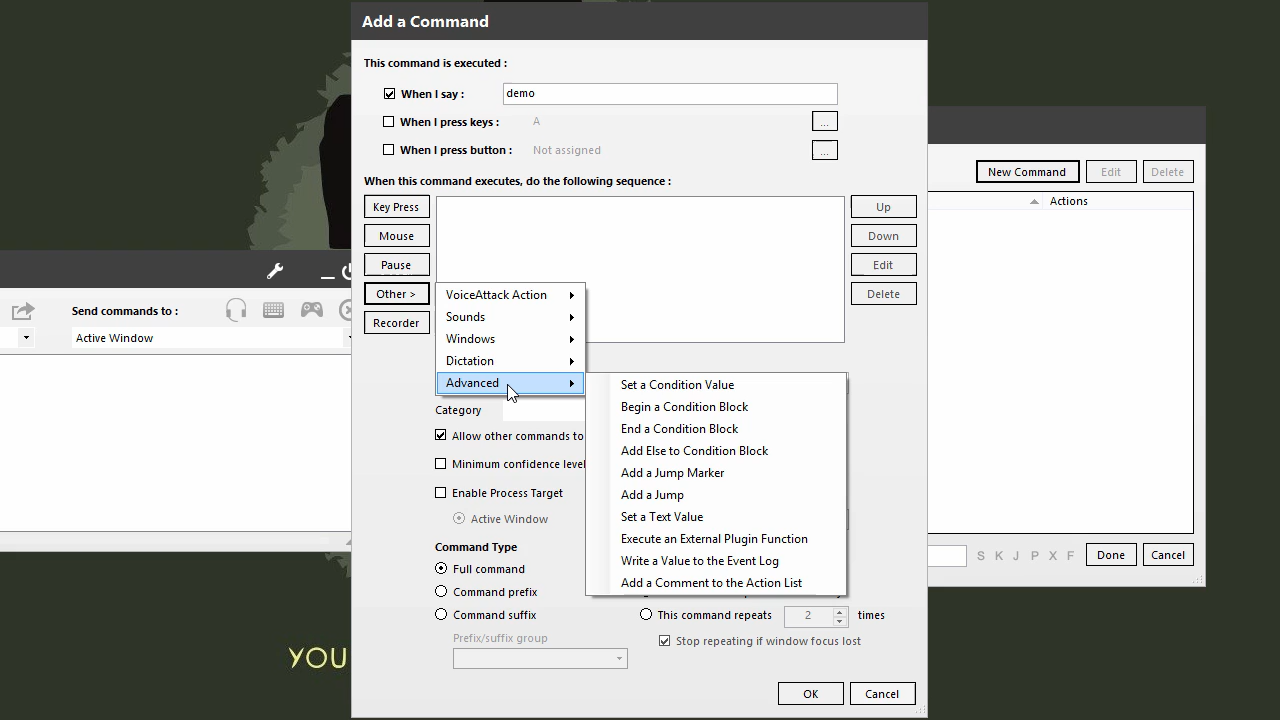 Add a Command
This command is executed :
When I say : demo
When I press keys : A ...
When I press button : Not assigned ...
When this command executes, do the following sequence :
Key Press
Mouse
Pause
Other >
Recorder
Up
Down
Edit
Delete
VoiceAttack Action
Sounds
Windows
Dictation
Advanced
Set a Condition Value
Begin a Condition Block
End a Condition Block
Add Else to Condition Block
Add a Jump Marker
Add a Jump
Set a Text Value
Execute an External Plugin Function
Write a Value to the Event Log
Add a Comment to the Action List
Category
Allow other commands to
Minimum confidence level
Enable Process Target
Active Window
Command Type
Full command
Command prefix
Command suffix
Prefix/suffix group
This command repeats 2 times
Stop repeating if window focus lost
OK Cancel
Send commands to :
Active Window
New Command Edit Delete
Actions
S K J P X F Done Cancel
YOU